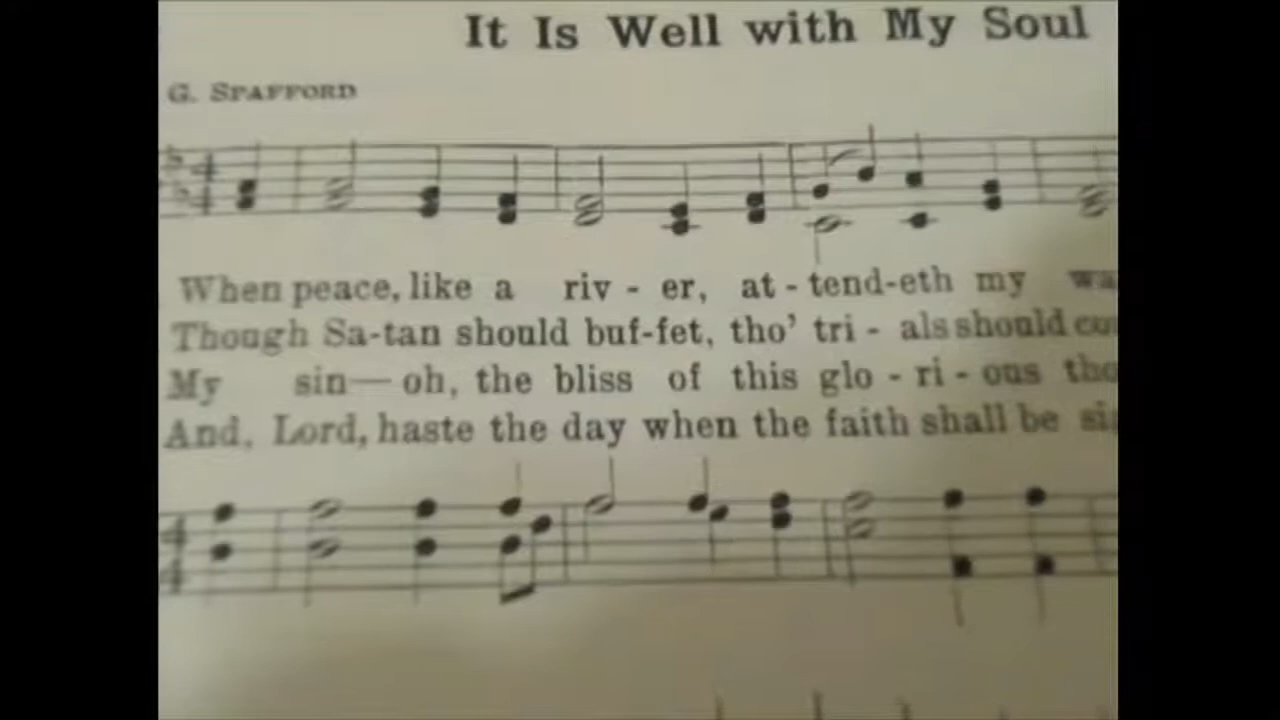 It Is Well with My Soul
G. SPAFFORD
When peace, like a riv - er, at - tend-eth my
Though Sa-tan should buf-fet, tho' tri - als should
My sin—oh, the bliss of this glo - ri - ous
And, Lord, haste the day when the faith shall be